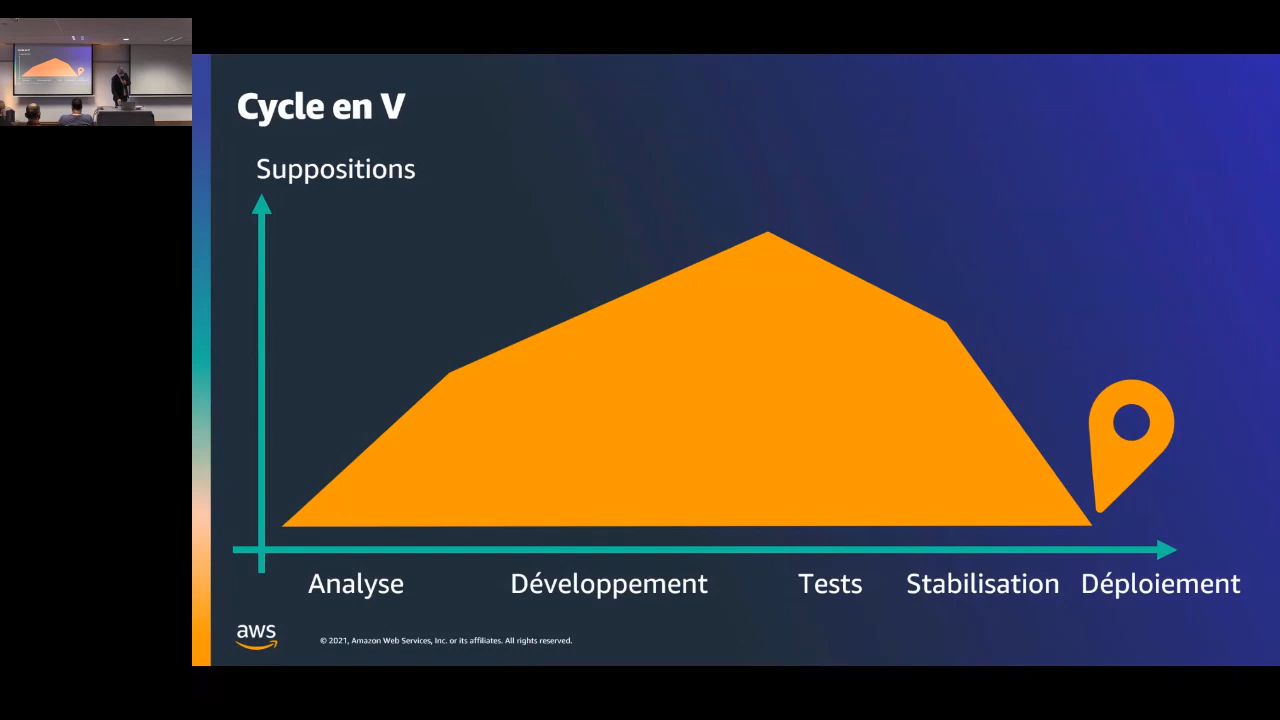 Cycle en V
Suppositions
Analyse Développement Tests Stabilisation Déploiement
aws
© 2021, Amazon Web Services, Inc. or its affiliates. All rights reserved.